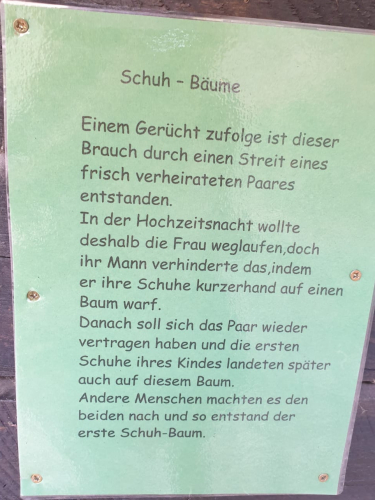 Schuh – Bäume
Einem Gerücht zufolge ist dieser
Brauch durch einen Streit eines
frisch verheirateten Paares
entstanden.
In der Hochzeitsnacht wollte
deshalb die Frau weglaufen,doch
ihr Mann verhinderte das,indem
er ihre Schuhe kurzerhand auf einen
Baum warf.
Danach soll sich das Paar wieder
vertragen haben und die ersten
Schuhe ihres Kindes landeten später
auch auf diesem Baum.
Andere Menschen machten es den
beiden nach und so entstand der
erste Schuh-Baum.